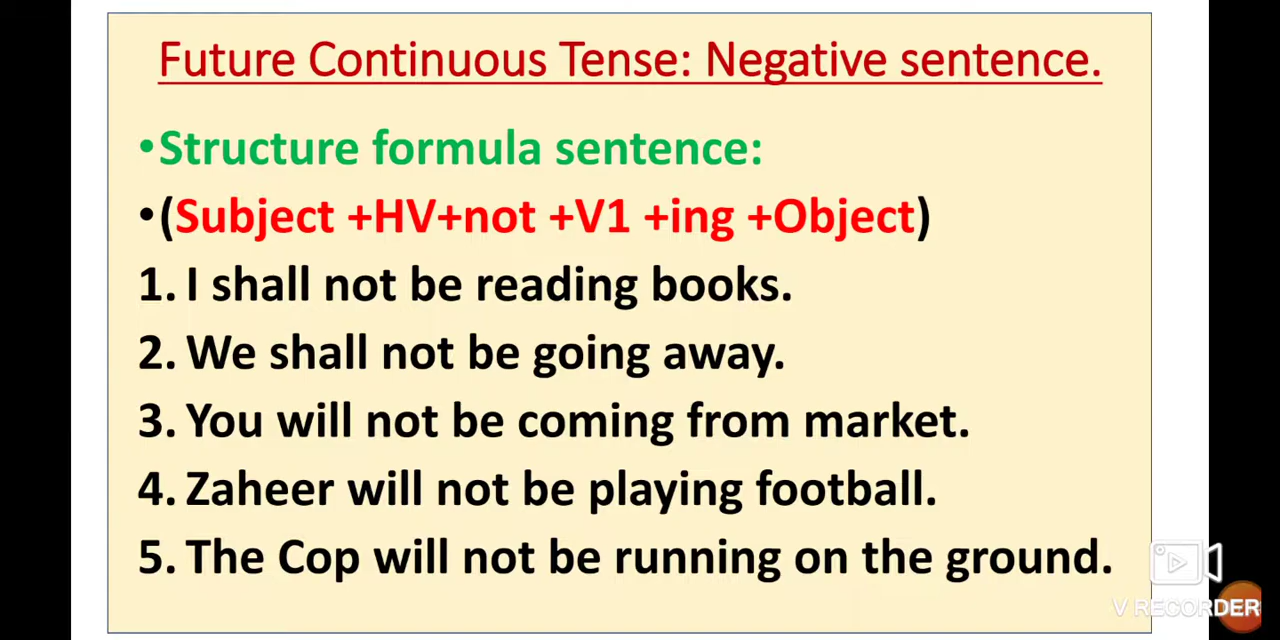 Future Continuous Tense: Negative sentence.
•Structure formula sentence:
•(Subject +HV+not +V1 +ing +Object)
1. I shall not be reading books.
2. We shall not be going away.
3. You will not be coming from market.
4. Zaheer will not be playing football.
5. The Cop will not be running on the ground.
V RECORDER